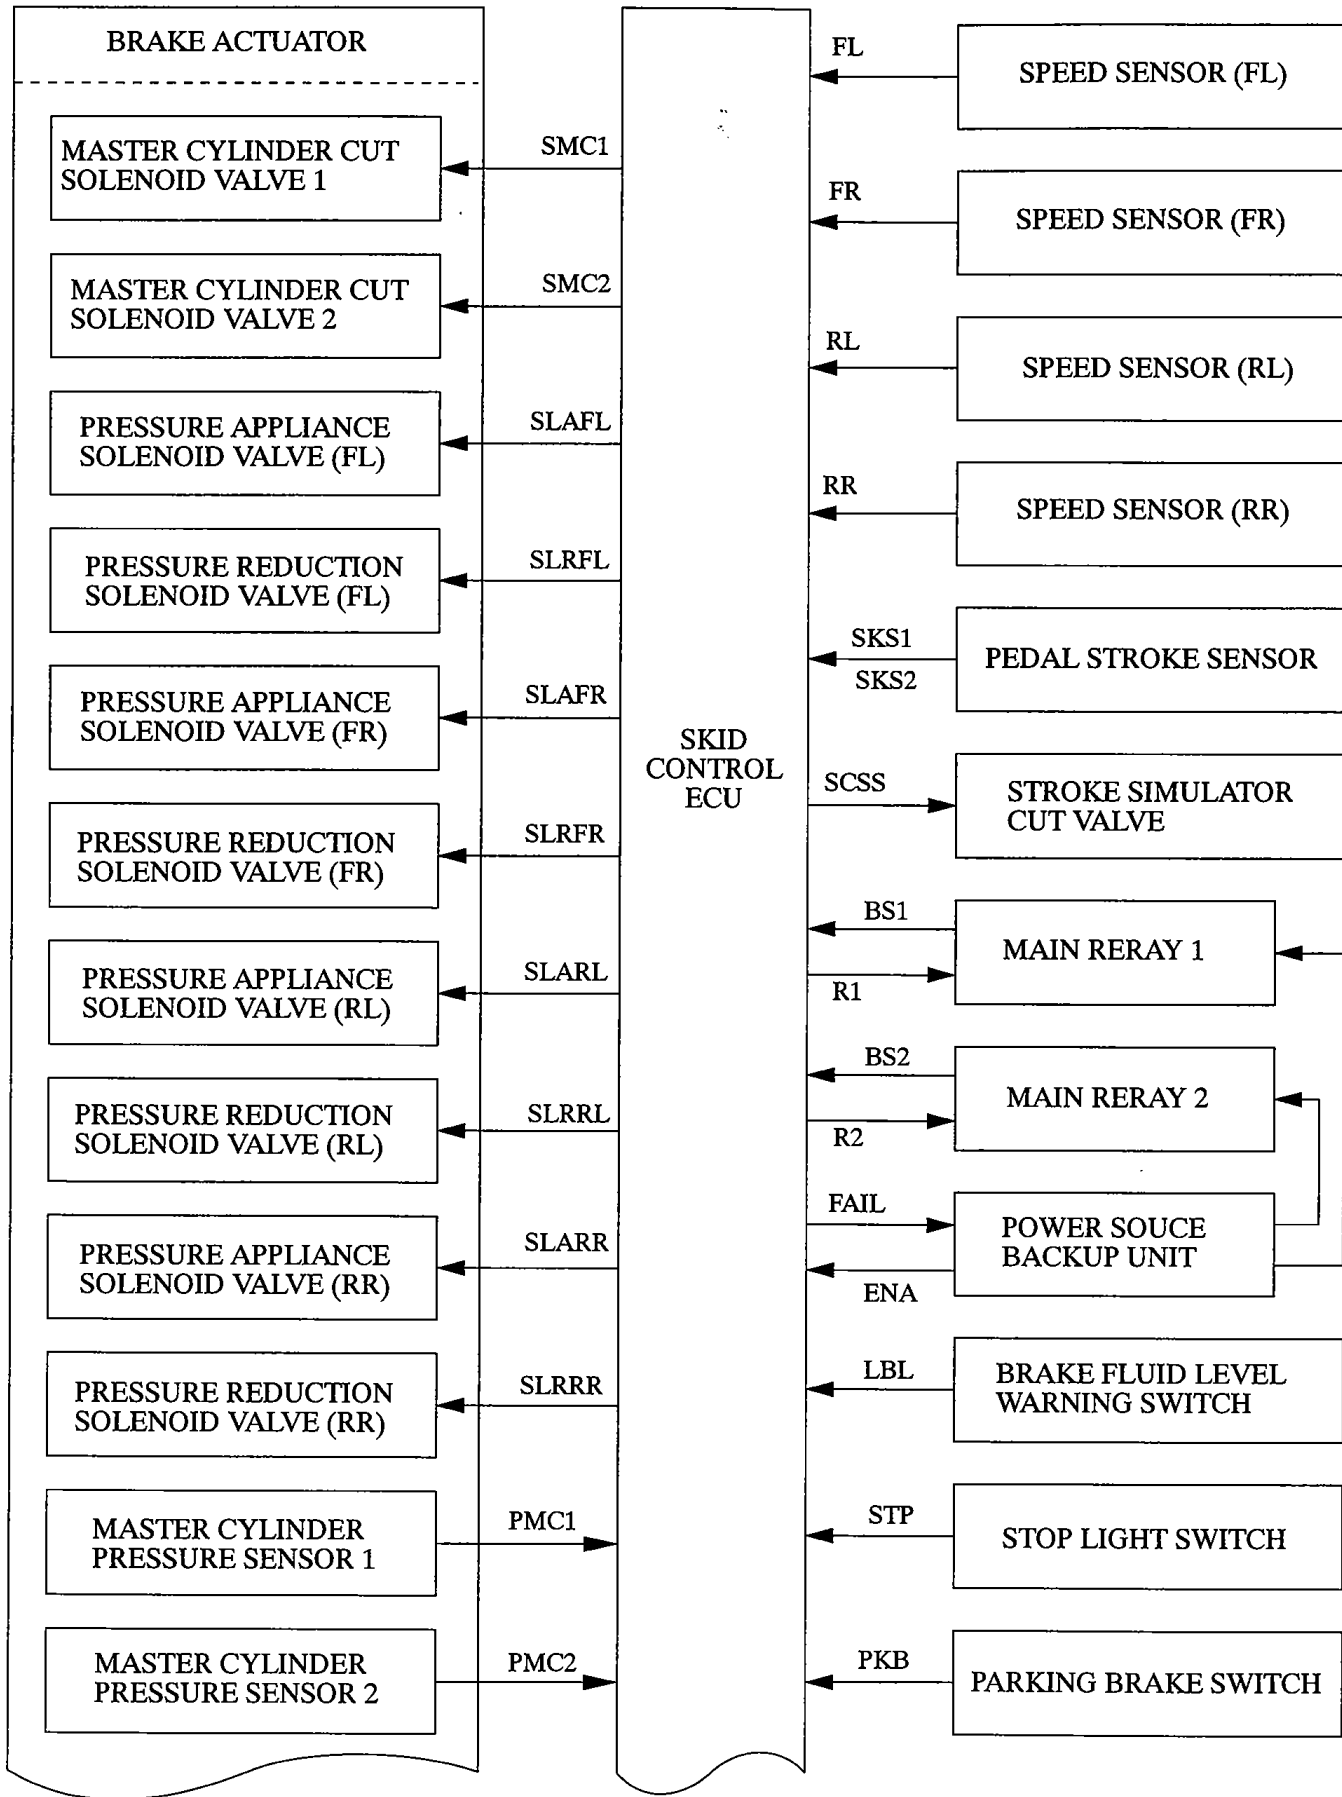 BRAKE ACTUATOR
MASTER CYLINDER CUT
SOLENOID VALVE 1
SMC1
MASTER CYLINDER CUT
SOLENOID VALVE 2
SMC2
PRESSURE APPLIANCE
SOLENOID VALVE (FL)
SLAFL
PRESSURE REDUCTION
SOLENOID VALVE (FL)
SLRFL
PRESSURE APPLIANCE
SOLENOID VALVE (FR)
SLAFR
PRESSURE REDUCTION
SOLENOID VALVE (FR)
SLRFR
PRESSURE APPLIANCE
SOLENOID VALVE (RL)
SLARL
PRESSURE REDUCTION
SOLENOID VALVE (RL)
SLRRL
PRESSURE APPLIANCE
SOLENOID VALVE (RR)
SLARR
PRESSURE REDUCTION
SOLENOID VALVE (RR)
SLRRR
MASTER CYLINDER
PRESSURE SENSOR 1
PMC1
MASTER CYLINDER
PRESSURE SENSOR 2
PMC2
SKID
CONTROL
ECU
FL
SPEED SENSOR (FL)
FR
SPEED SENSOR (FR)
RL
SPEED SENSOR (RL)
RR
SPEED SENSOR (RR)
SKS1
SKS2
PEDAL STROKE SENSOR
SCSS
STROKE SIMULATOR
CUT VALVE
BS1
R1
MAIN RERAY 1
BS2
R2
MAIN RERAY 2
FAIL
ENA
POWER SOUCE
BACKUP UNIT
LBL
BRAKE FLUID LEVEL
WARNING SWITCH
STP
STOP LIGHT SWITCH
PKB
PARKING BRAKE SWITCH